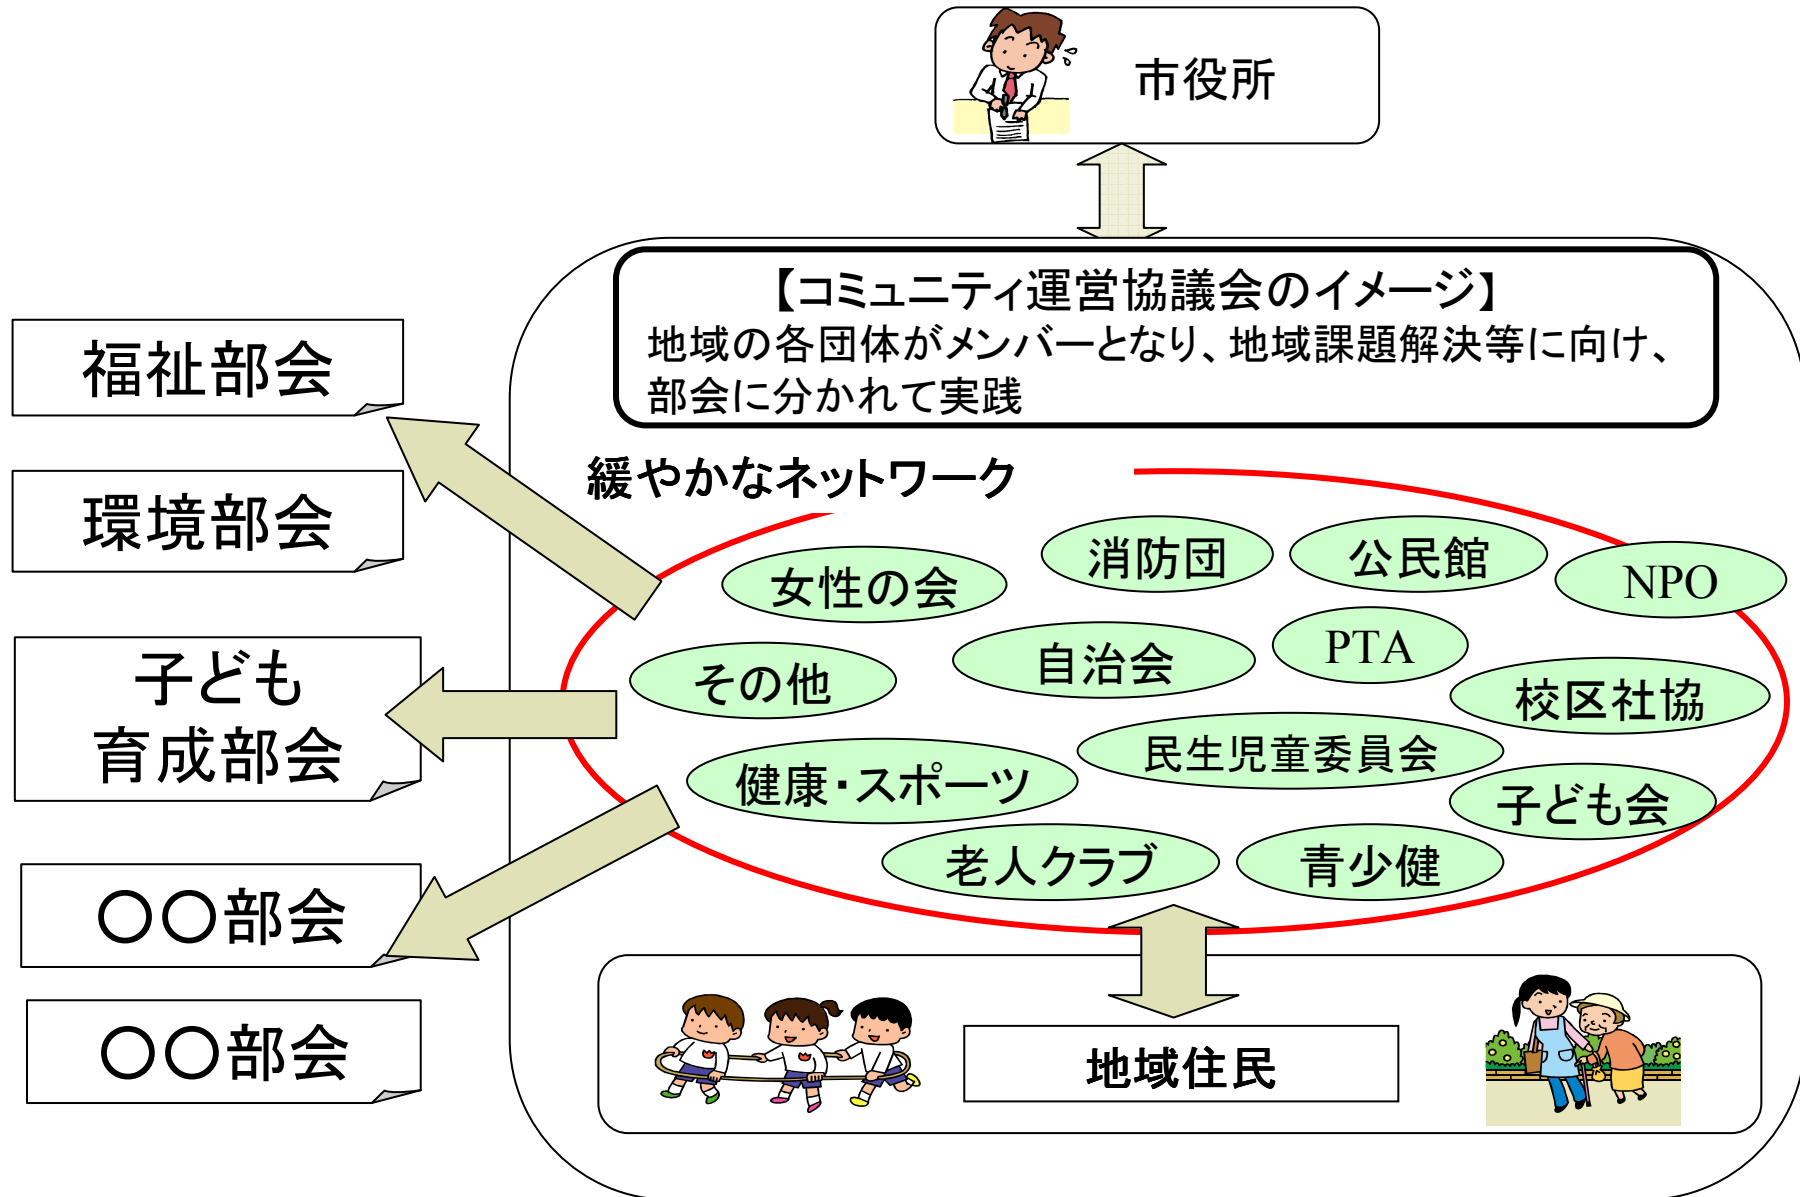 市役所
【コミュニティ運営協議会のイメージ】
地域の各団体がメンバーとなり、地域課題解決等に向け、
部会に分かれて実践
福祉部会
環境部会
子ども
育成部会
〇〇部会
〇〇部会
緩やかなネットワーク
消防団
公民館
NPO
女性の会
自治会
PTA
その他
校区社協
民生児童委員会
健康・スポーツ
子ども会
老人クラブ
青少健
地域住民